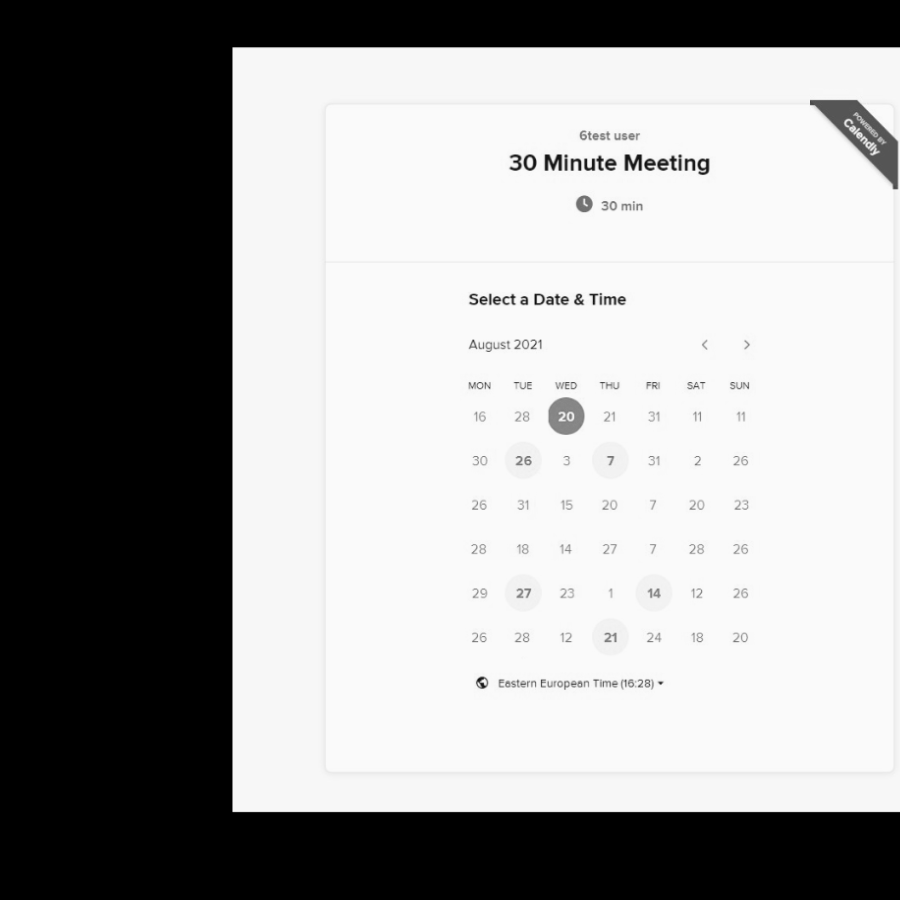 POWERED BY
Calendly
6test user
30 Minute Meeting
30 min
Select a Date & Time
August 2021
MON TUE WED THU FRI SAT SUN
16 28 20 21 31 11 11
30 26 3 7 31 2 26
26 31 15 20 7 20 23
28 18 14 27 7 28 26
29 27 23 1 14 12 26
26 28 12 21 24 18 20
Eastern European Time (16:28)